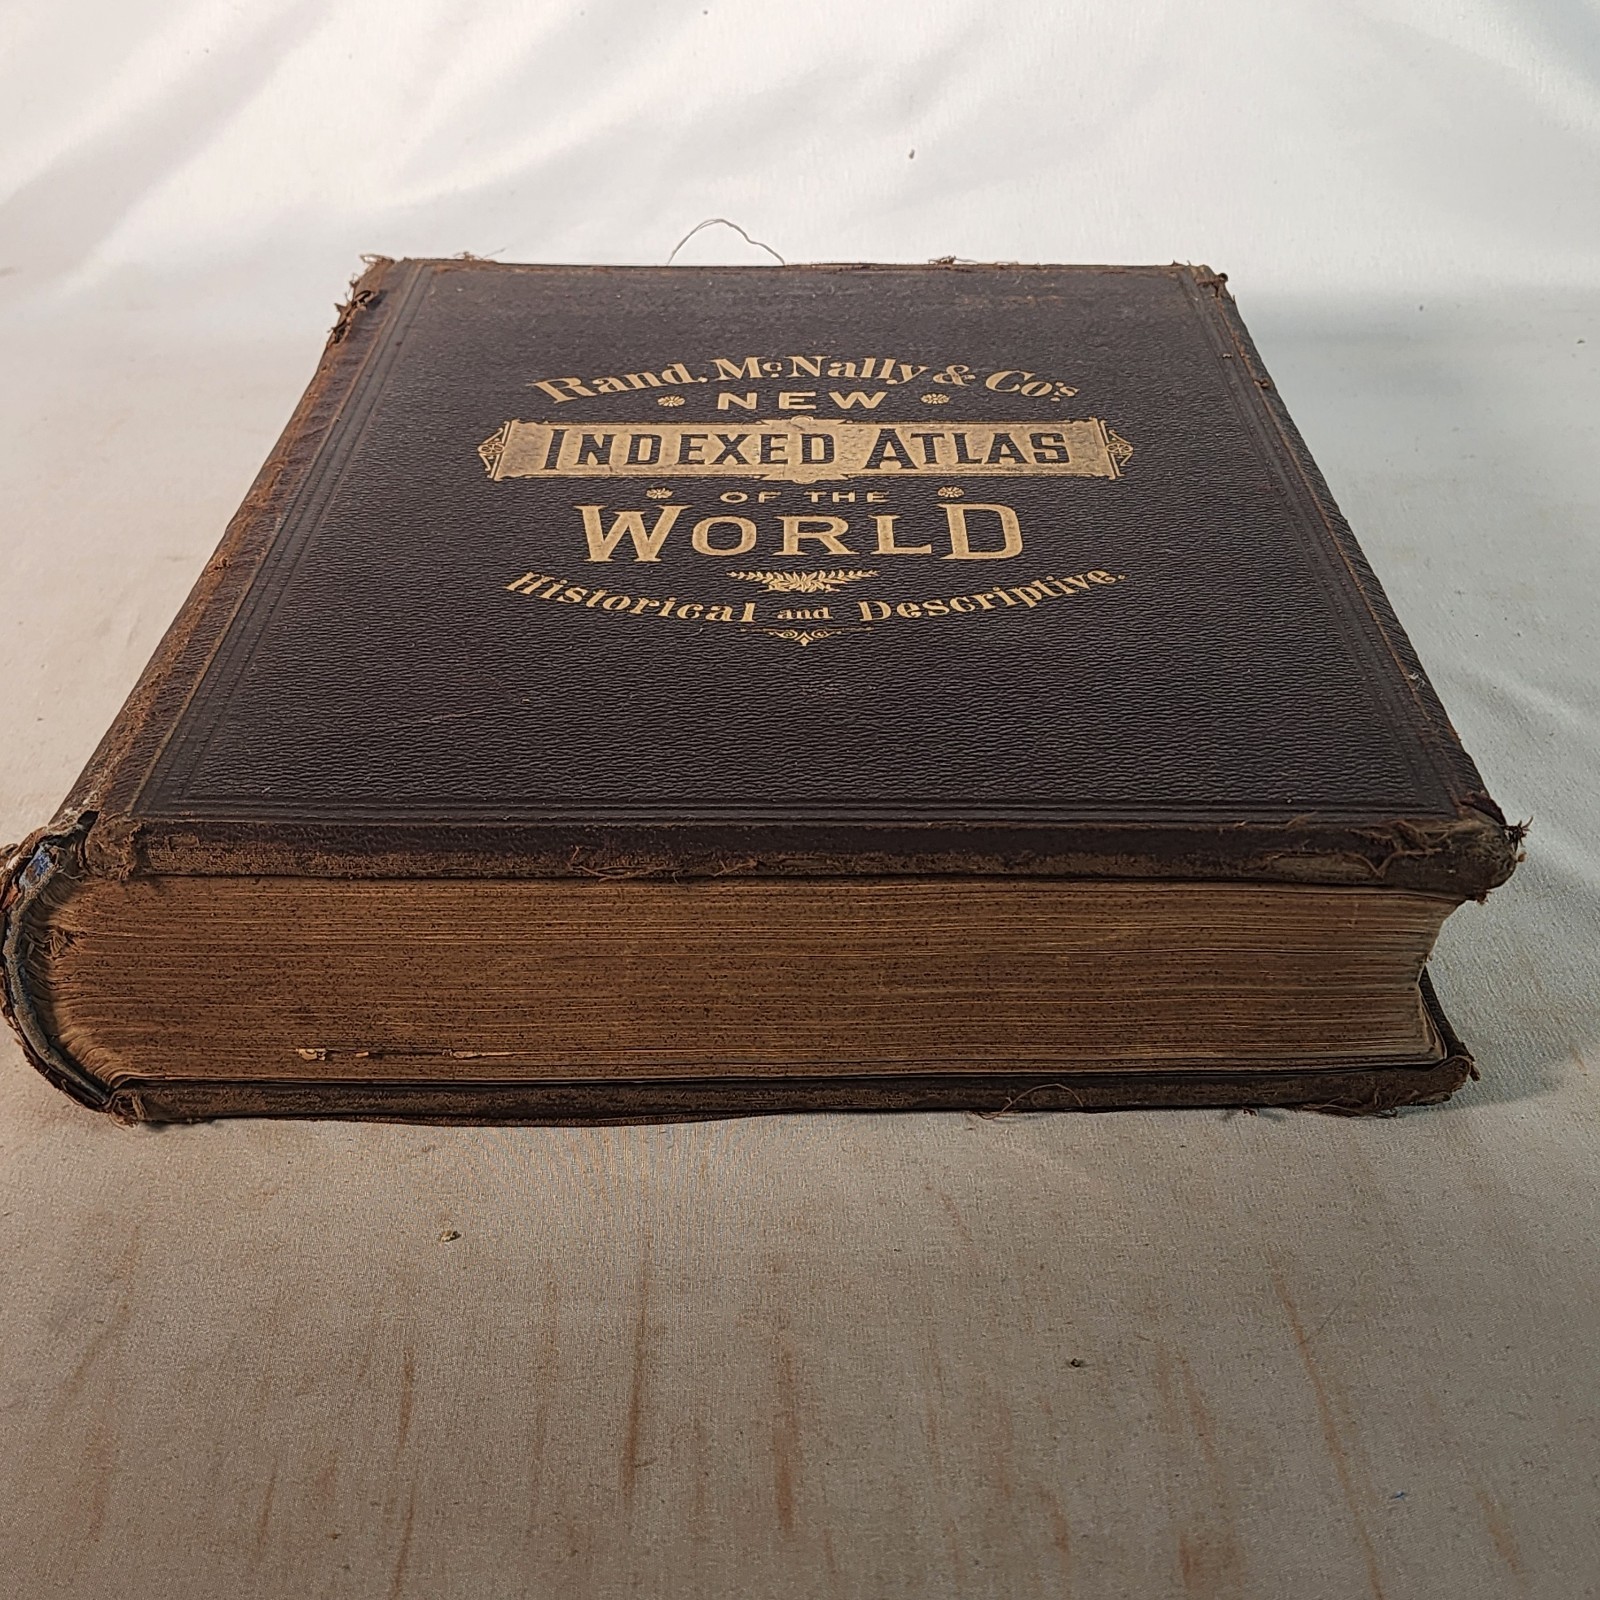 Rand, McNally & Co's.
NEW
INDEXED ATLAS
OF THE
WORLD
Historical and Descriptive.